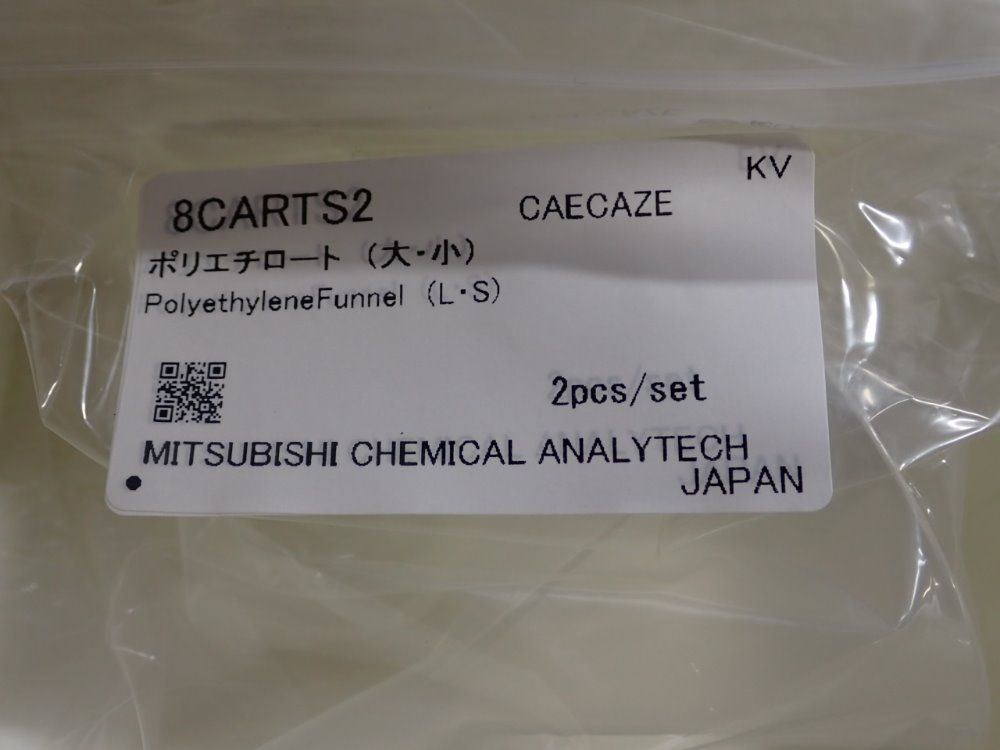 KV
8CARTS2 CAECAZE
ポリエチロート（大・小）
PolyethyleneFunnel（L・S）
2pcs/set
MITSUBISHI CHEMICAL ANALYTECH
JAPAN